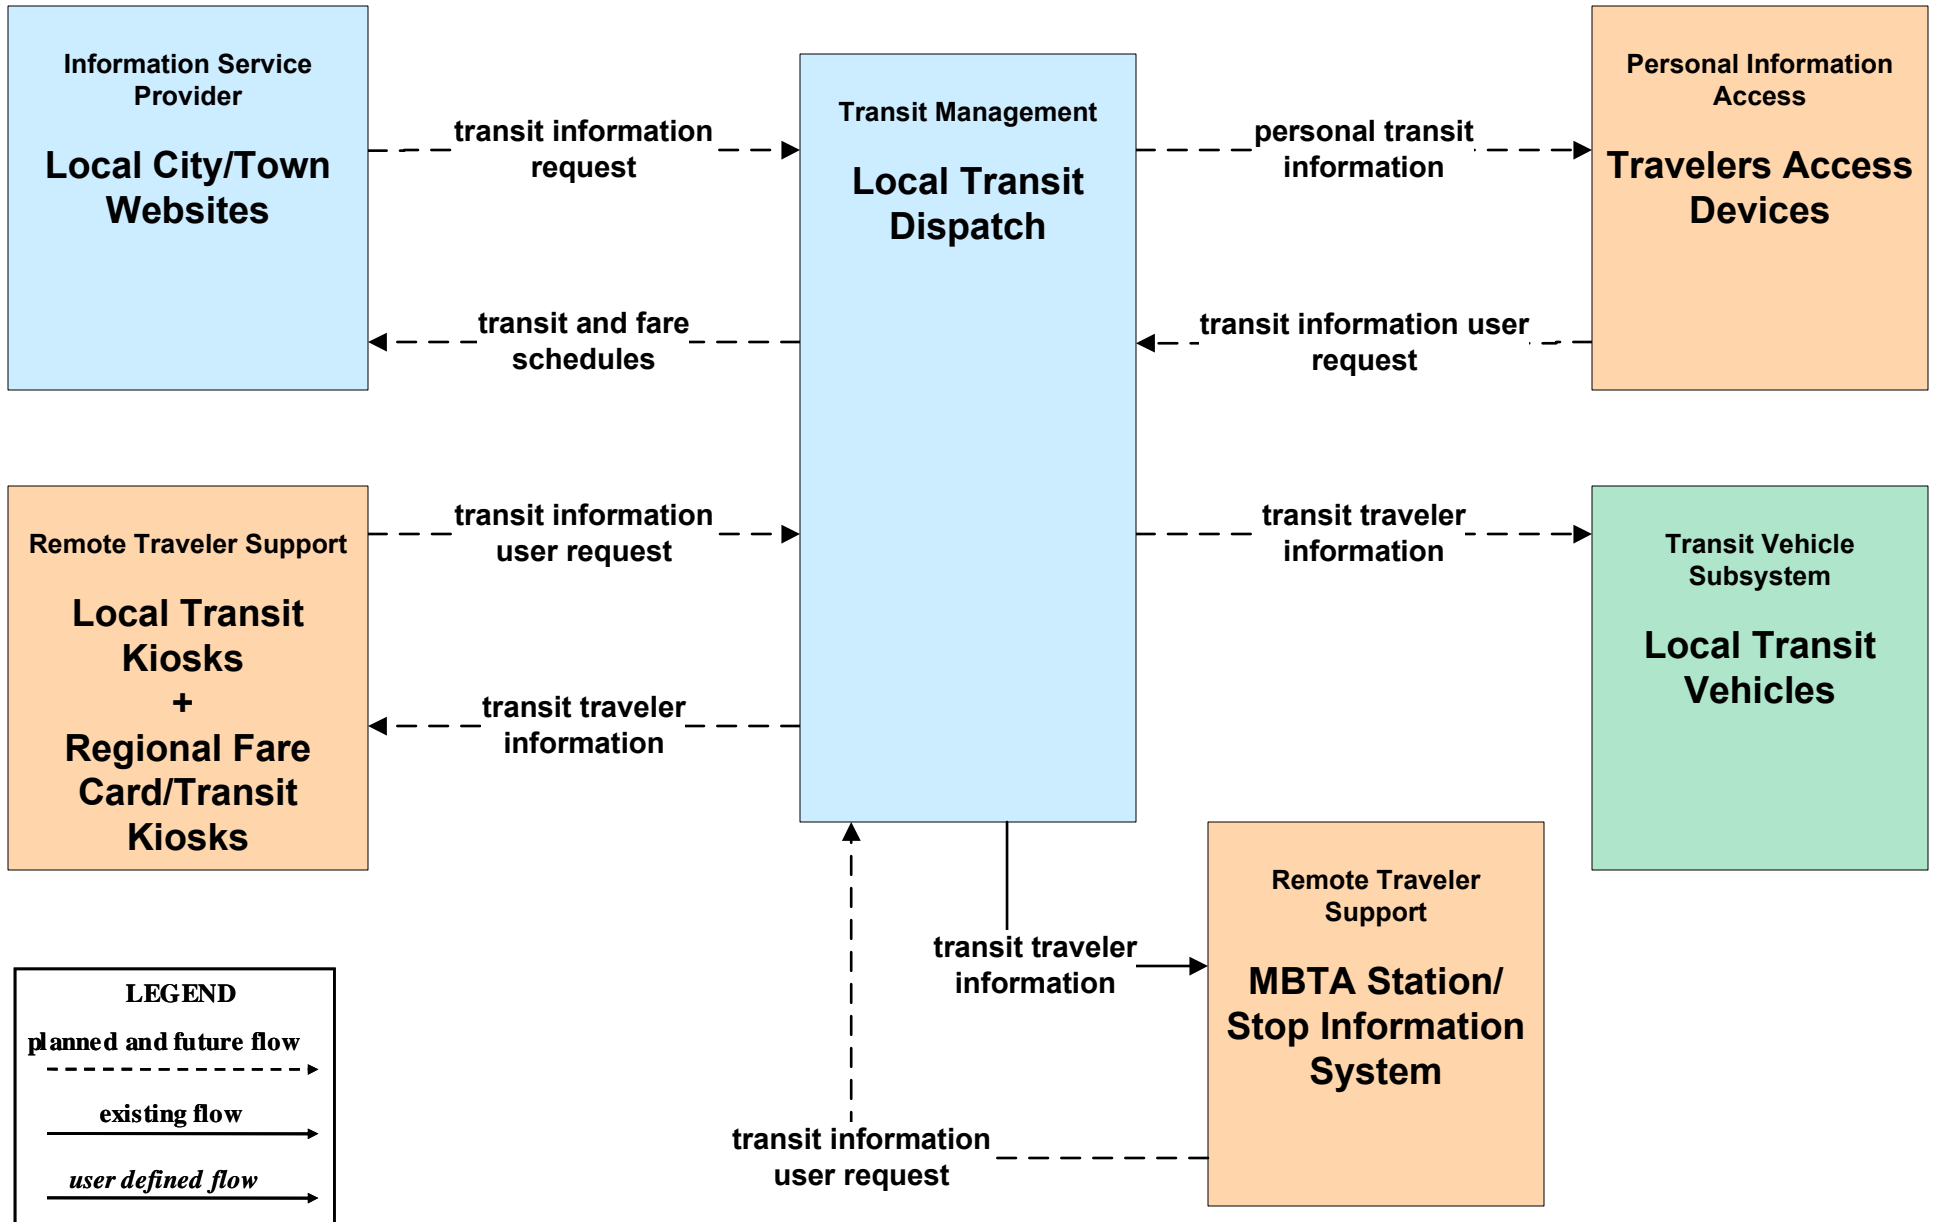 Information Service
Provider
Local City/Town
Websites
transit information
request
transit and fare
schedules
Transit Management
Local Transit
Dispatch
personal transit
information
transit information user
request
Personal Information
Access
Travelers Access
Devices
Remote Traveler Support
Local Transit
Kiosks
+
Regional Fare
Card/Transit
Kiosks
transit information
user request
transit traveler
information
transit traveler
information
Transit Vehicle
Subsystem
Local Transit
Vehicles
transit traveler
information
Remote Traveler
Support
MBTA Station/
Stop Information
System
transit information
user request
LEGEND
planned and future flow
existing flow
user defined flow